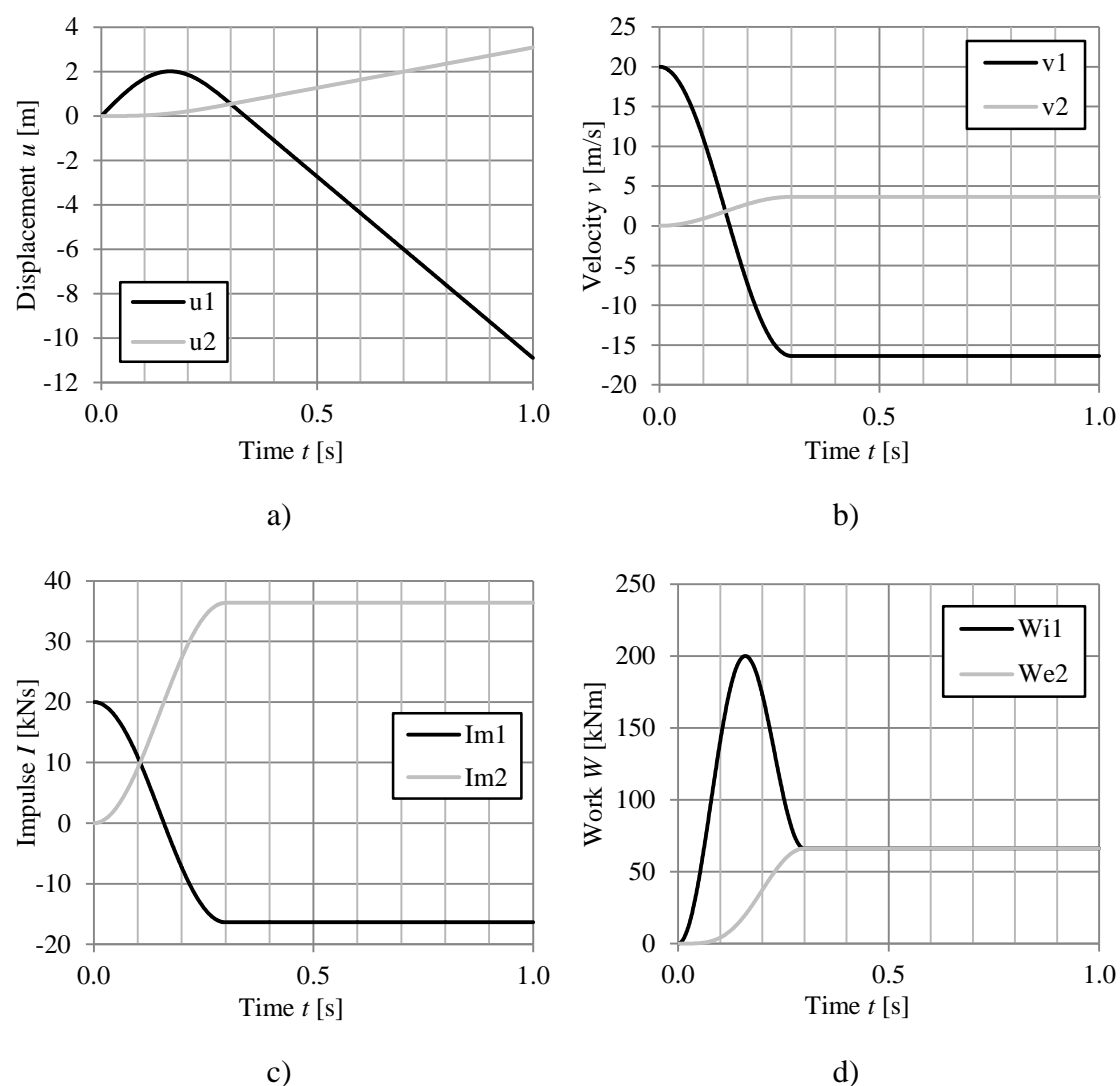 4
2
0
-2
-4
-6
-8
-10
-12
Displacement u [m]
u1
u2
0.0 0.5 1.0
Time t [s]
a)
25
20
15
10
5
0
-5
-10
-15
-20
Velocity v [m/s]
v1
v2
0.0 0.5 1.0
Time t [s]
b)
40
30
20
10
0
-10
-20
Impulse I [kNs]
Im1
Im2
0.0 0.5 1.0
Time t [s]
c)
250
200
150
100
50
0
Work W [kNm]
Wi1
We2
0.0 0.5 1.0
Time t [s]
d)